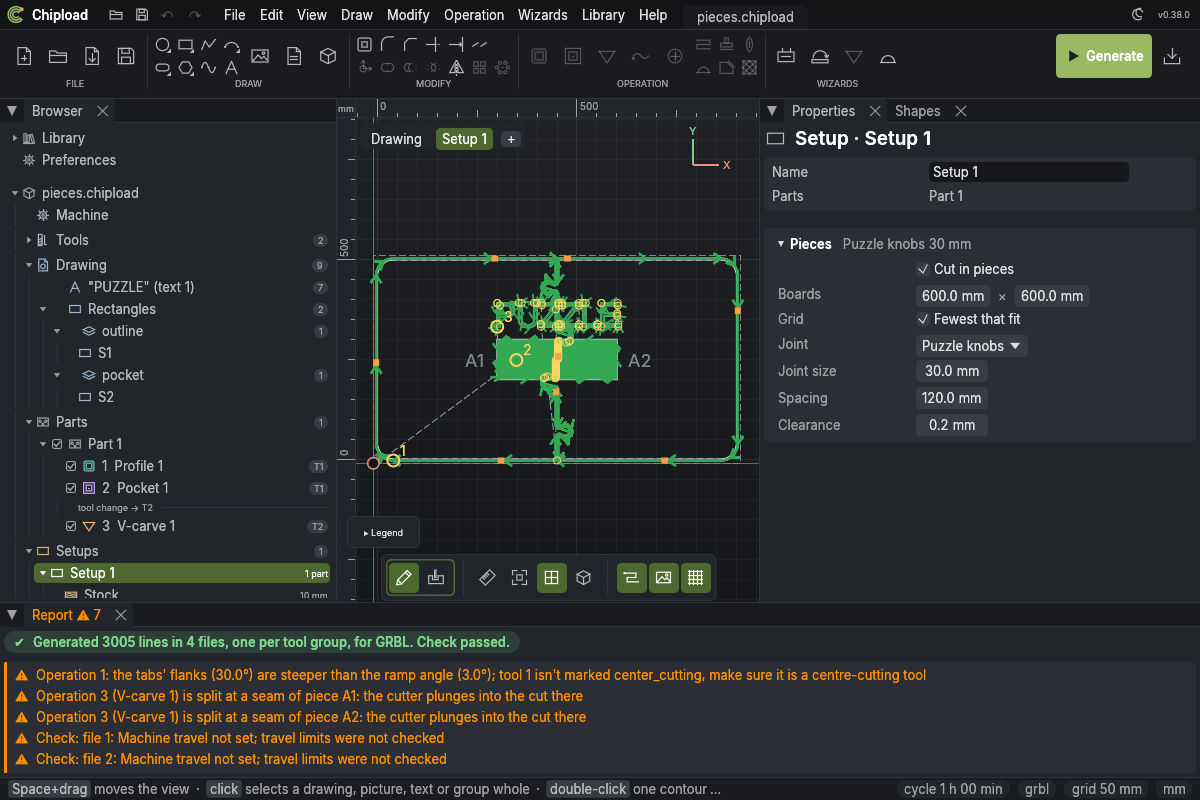 Chipload
File Edit View Draw Modify Operation Wizards Library Help
pieces.chipload
v0.38.0
FILE
DRAW
MODIFY
OPERATION
WIZARDS
Generate
Browser
Library
Preferences
pieces.chipload
Machine
Tools 2
Drawing 9
"PUZZLE" (text 1) 7
Rectangles 2
outline 1
S1
pocket 1
S2
Parts 1
Part 1
1 Profile 1 T1
2 Pocket 1 T1
tool change → T2
3 V-carve 1 T2
Setups 1
Setup 1 1 part
Stock 10 mm
mm
0
500
Drawing
Setup 1
+
Y
X
500
0
A1
A2
1
2
3
Legend
Properties
Shapes
Setup · Setup 1
Name Setup 1
Parts Part 1
Pieces Puzzle knobs 30 mm
Cut in pieces
Boards 600.0 mm × 600.0 mm
Grid Fewest that fit
Joint Puzzle knobs
Joint size 30.0 mm
Spacing 120.0 mm
Clearance 0.2 mm
Report 7
Generated 3005 lines in 4 files, one per tool group, for GRBL. Check passed.
Operation 1: the tabs' flanks (30.0°) are steeper than the ramp angle (3.0°); tool 1 isn't marked center_cutting, make sure it is a centre-cutting tool
Operation 3 (V-carve 1) is split at a seam of piece A1: the cutter plunges into the cut there
Operation 3 (V-carve 1) is split at a seam of piece A2: the cutter plunges into the cut there
Check: file 1: Machine travel not set; travel limits were not checked
Check: file 2: Machine travel not set; travel limits were not checked
Space+drag moves the view · click selects a drawing, picture, text or group whole · double-click one contour ...
cycle 1 h 00 min
grbl
grid 50 mm
mm